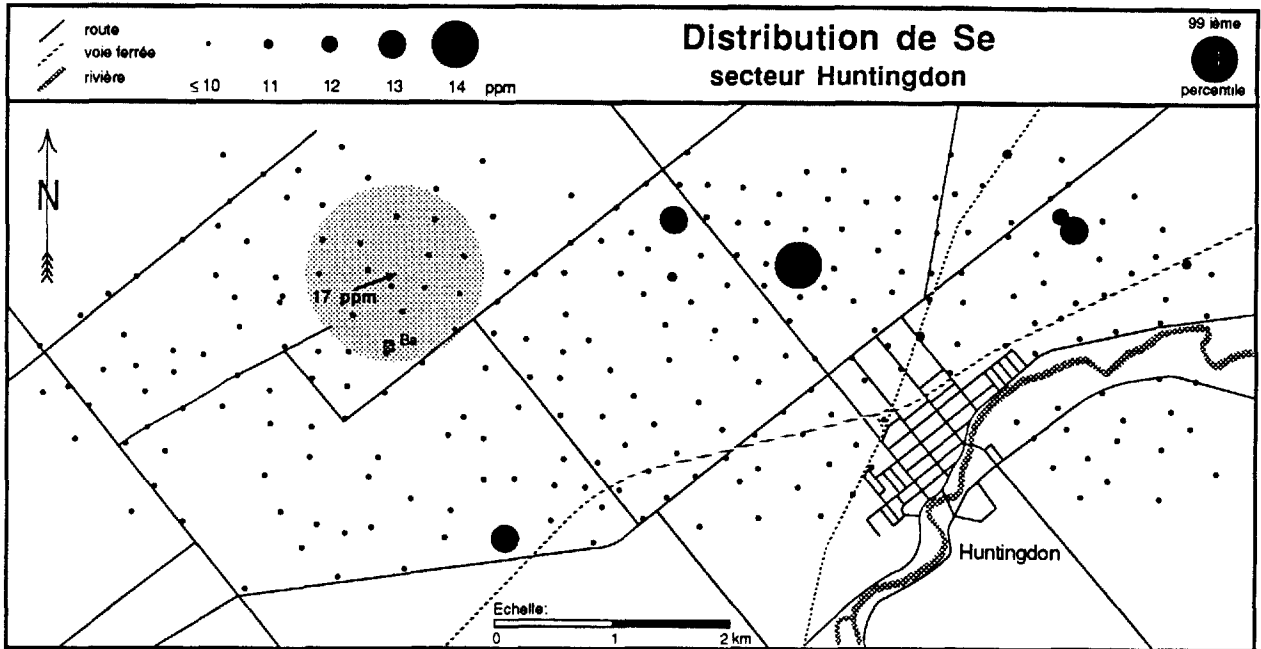 route
voie ferrée
rivière
≤ 10 11 12 13 14 ppm
Distribution de Se
secteur Huntingdon
99 ième
percentile
N
17 ppm
Ba
Huntingdon
Echelle:
0 1 2 km